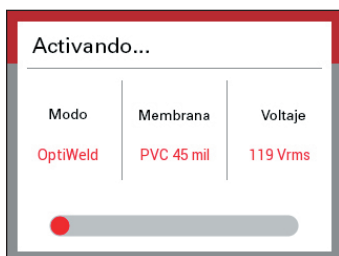 Activando...
Modo Membrana Voltaje
OptiWeld PVC 45 mil 119 Vrms